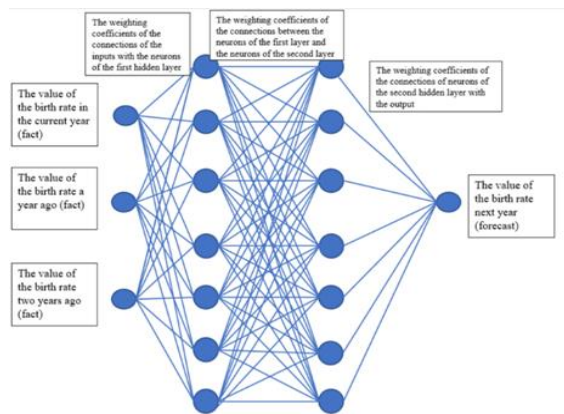 The weighting
coefficients of the
connections of the
inputs with the neurons
of the first hidden layer
The weighting coefficients of
the connections between the
neurons of the first layer and
the neurons of the second layer
The weighting coefficients of
the connections of neurons of
the second hidden layer with
the output
The value of
the birth rate in
the current year
(fact)
The value of
the birth rate a
year ago (fact)
The value of
the birth rate
two years ago
(fact)
The value of
the birth rate
next year
(forecast)